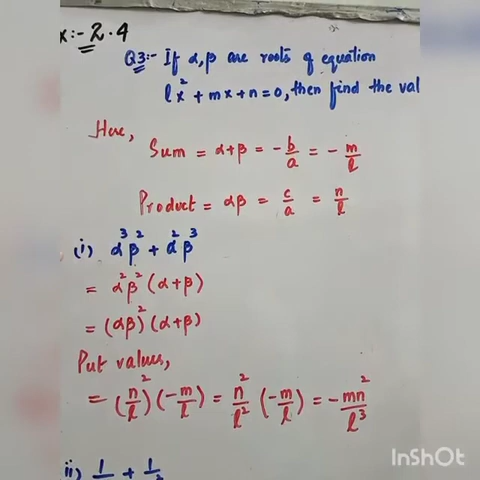 x:- 2.4
Q3:- If α,β are roots of equation
lx² + mx + n = 0, then find the val
Here,
Sum = α+β = -b/a = -m/l
Product = αβ = c/a = n/l
(i) α³β² + α²β³
= α²β² (α+β)
= (αβ)² (α+β)
Put values,
= (n/l)² (-m/l) = n²/l² (-m/l) = -mn²/l³
ii) 1/ + 1/
InShOt